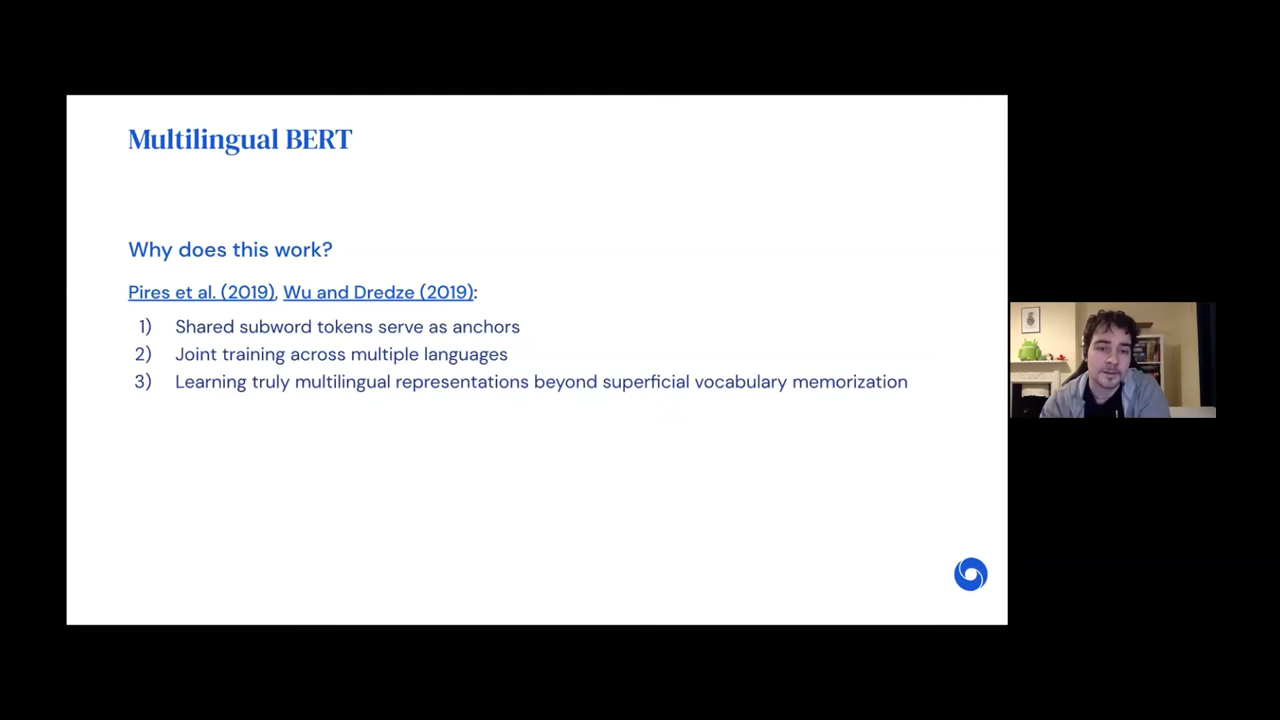 Multilingual BERT
Why does this work?
Pires et al. (2019), Wu and Dredze (2019):
1) Shared subword tokens serve as anchors
2) Joint training across multiple languages
3) Learning truly multilingual representations beyond superficial vocabulary memorization